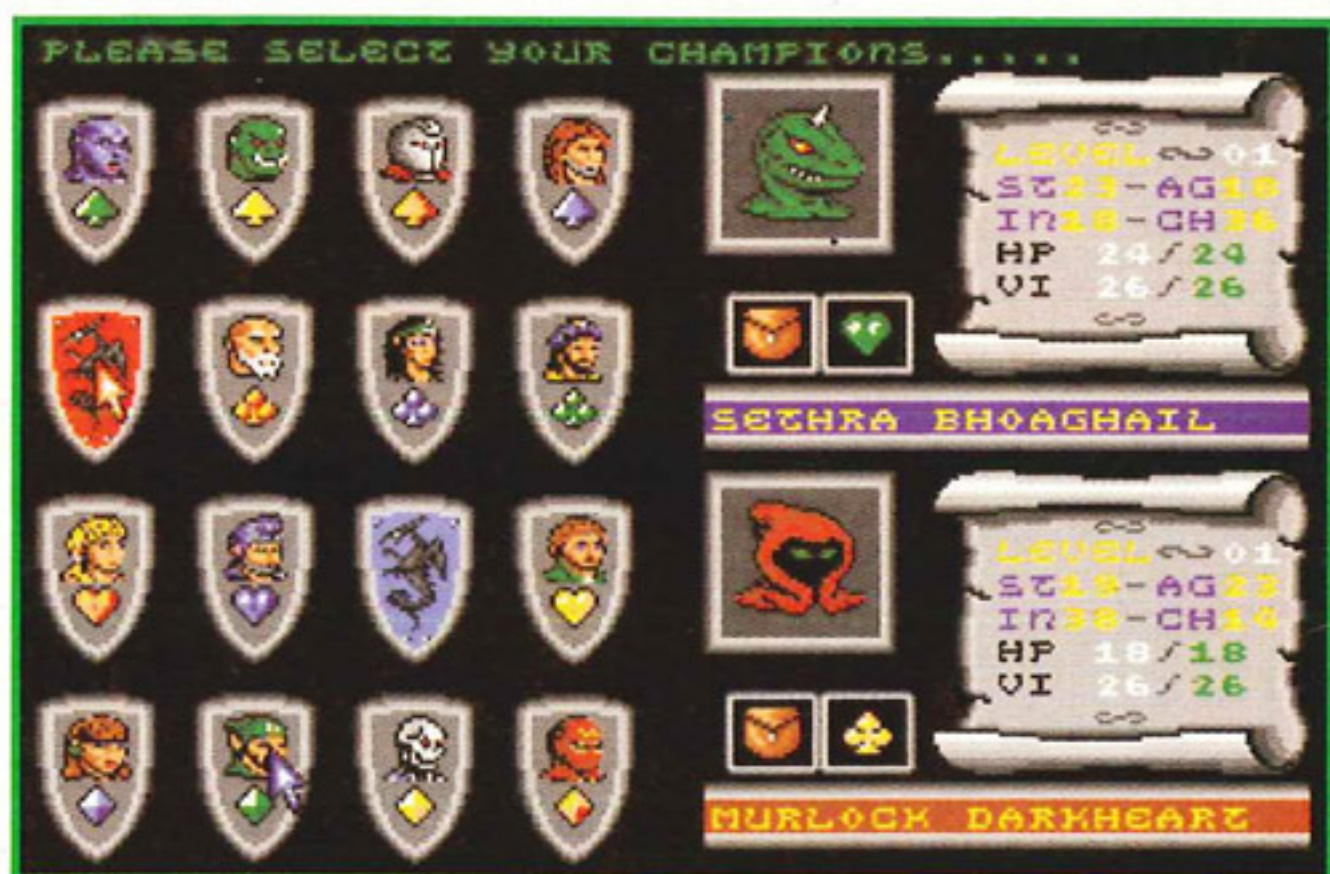 PLEASE SELECT YOUR CHAMPIONS.....
LEVEL 01
ST23-AG18
IN18-CH36
HP 24/24
VI 26/26
SETHRA BHOAGHAIL
LEVEL 01
ST19-AG23
IN38-CH14
HP 18/18
VI 26/26
MURLOCK DARKHEART